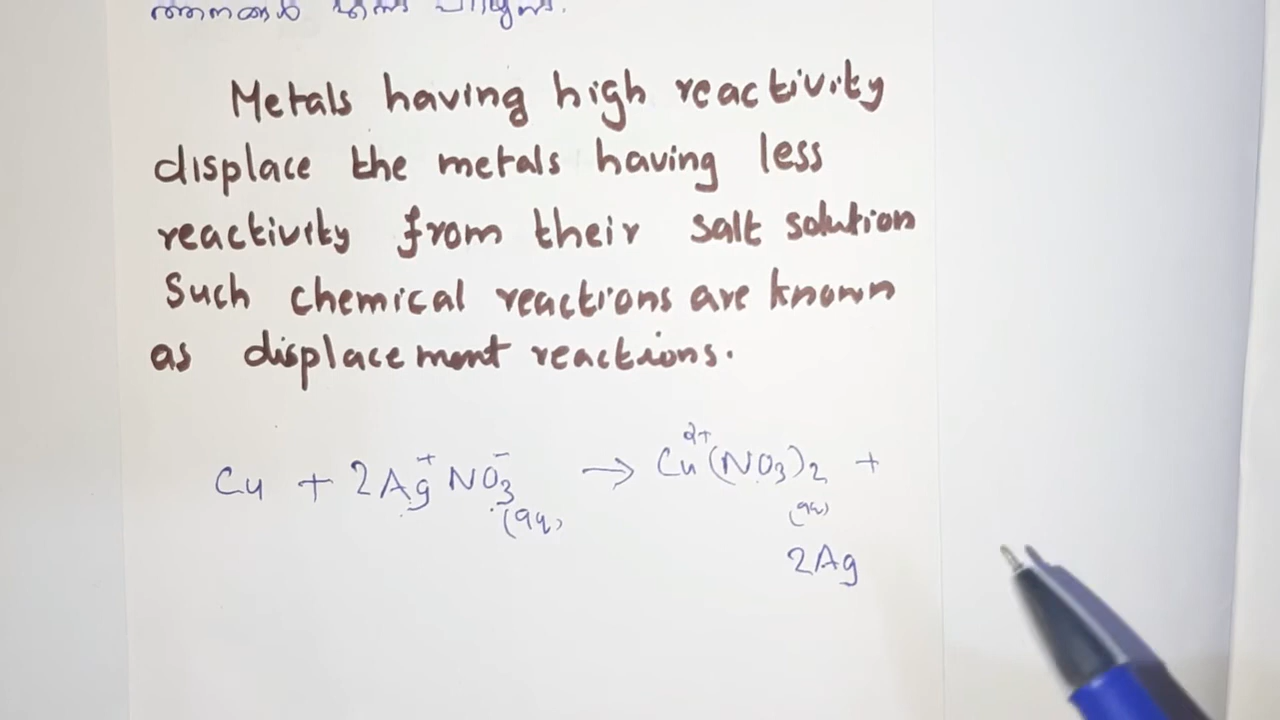 Metals having high reactivity
displace the metals having less
reactivity from their salt solution
Such chemical reactions are known
as displacement reactions.
Cu + 2Ag⁺NO₃⁻(aq) → Cu²⁺(NO₃)₂(aq) +
2Ag